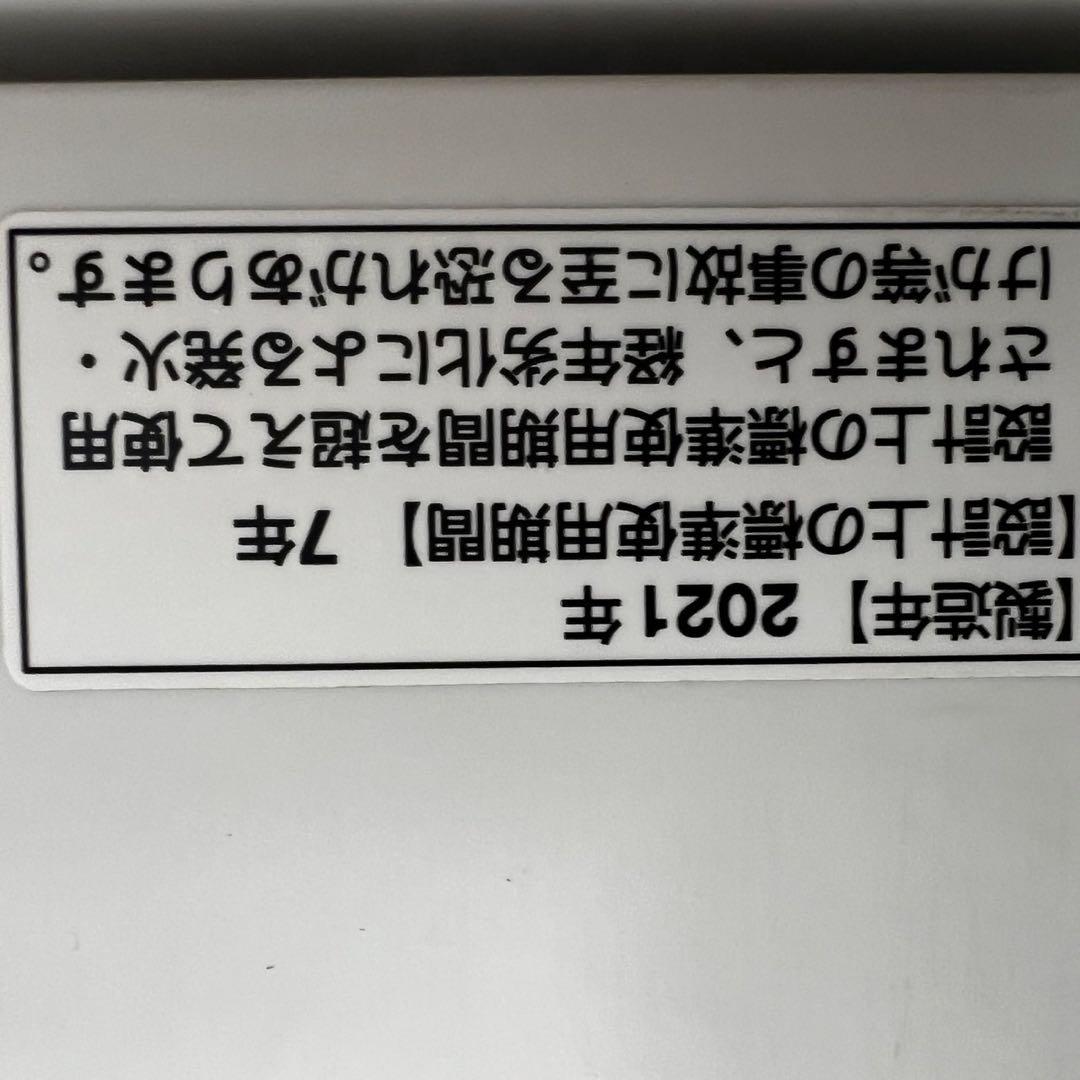 【製造年】 2021年
【設計上の標準使用期間】 7年
設計上の標準使用期間を超えて使用
されますと、経年劣化による発火・
けが等の事故に至る恐れがあります。